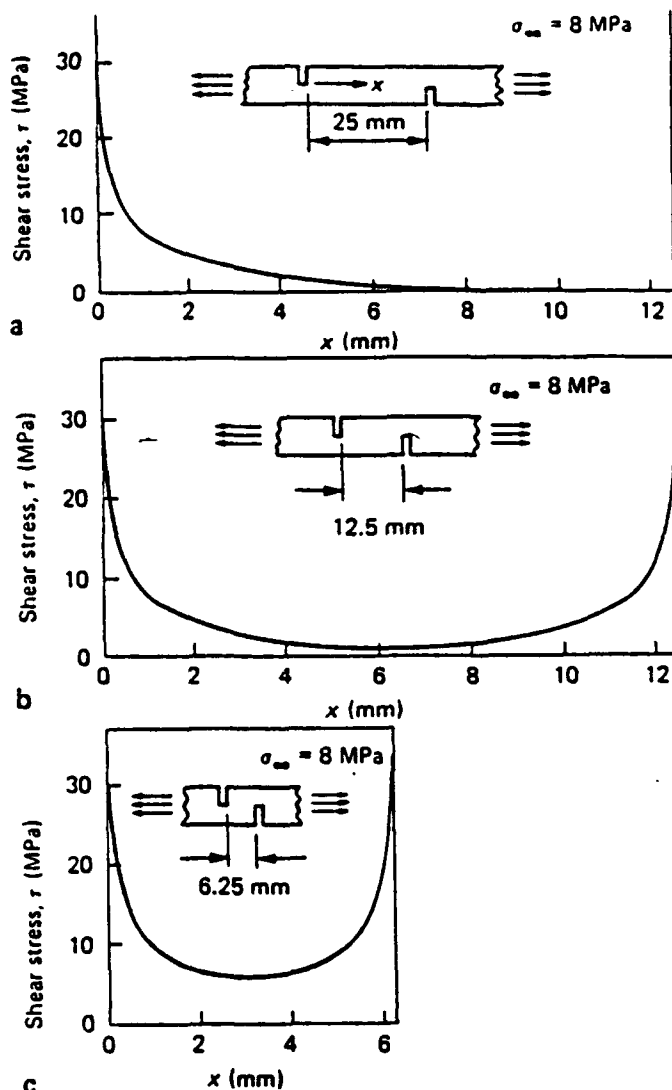 σ∞ = 8 MPa
Shear stress, τ (MPa)
30
20
10
0
x
25 mm
0 2 4 6 8 10 12
x (mm)
a
σ∞ = 8 MPa
Shear stress, τ (MPa)
30
20
10
0
12.5 mm
0 2 4 6 8 10 12
x (mm)
b
σ∞ = 8 MPa
Shear stress, τ (MPa)
30
20
10
0
6.25 mm
0 2 4 6
x (mm)
c